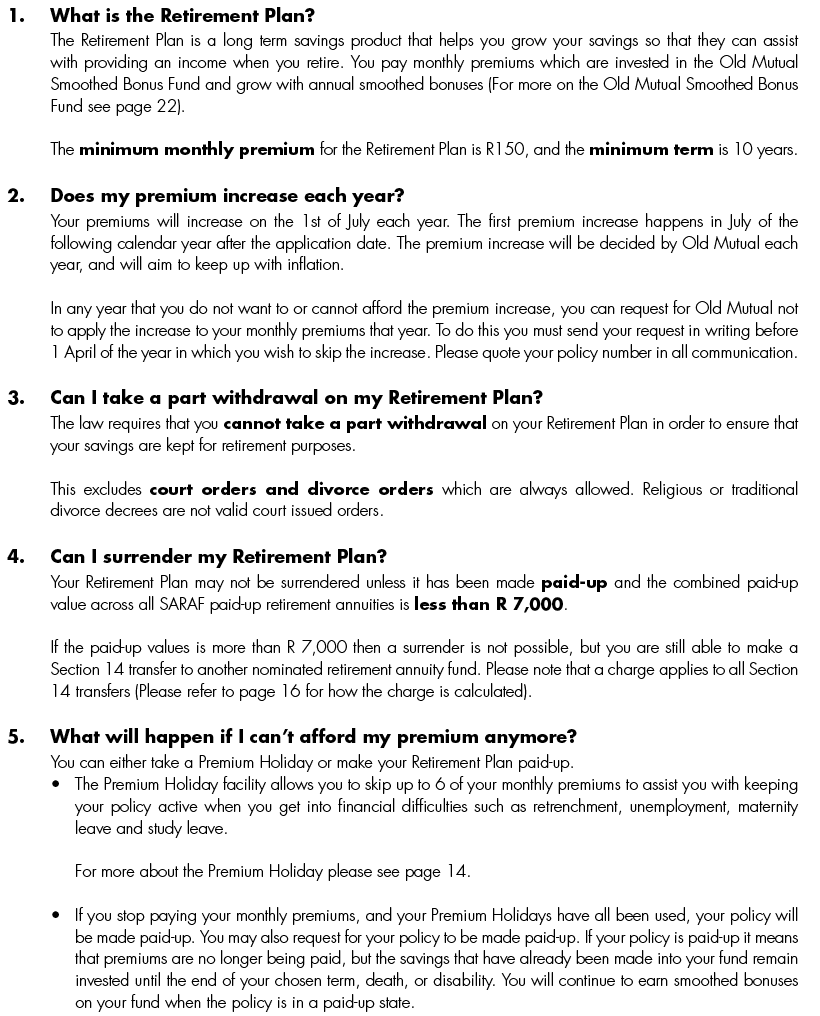 1. What is the Retirement Plan?
The Retirement Plan is a long term savings product that helps you grow your savings so that they can assist
with providing an income when you retire. You pay monthly premiums which are invested in the Old Mutual
Smoothed Bonus Fund and grow with annual smoothed bonuses (For more on the Old Mutual Smoothed Bonus
Fund see page 22).
The minimum monthly premium for the Retirement Plan is R150, and the minimum term is 10 years.
2. Does my premium increase each year?
Your premiums will increase on the 1st of July each year. The first premium increase happens in July of the
following calendar year after the application date. The premium increase will be decided by Old Mutual each
year, and will aim to keep up with inflation.
In any year that you do not want to or cannot afford the premium increase, you can request for Old Mutual not
to apply the increase to your monthly premiums that year. To do this you must send your request in writing before
1 April of the year in which you wish to skip the increase. Please quote your policy number in all communication.
3. Can I take a part withdrawal on my Retirement Plan?
The law requires that you cannot take a part withdrawal on your Retirement Plan in order to ensure that
your savings are kept for retirement purposes.
This excludes court orders and divorce orders which are always allowed. Religious or traditional
divorce decrees are not valid court issued orders.
4. Can I surrender my Retirement Plan?
Your Retirement Plan may not be surrendered unless it has been made paid-up and the combined paid-up
value across all SARAF paid-up retirement annuities is less than R 7,000.
If the paid-up values is more than R 7,000 then a surrender is not possible, but you are still able to make a
Section 14 transfer to another nominated retirement annuity fund. Please note that a charge applies to all Section
14 transfers (Please refer to page 16 for how the charge is calculated).
5. What will happen if I can't afford my premium anymore?
You can either take a Premium Holiday or make your Retirement Plan paid-up.
• The Premium Holiday facility allows you to skip up to 6 of your monthly premiums to assist you with keeping
your policy active when you get into financial difficulties such as retrenchment, unemployment, maternity
leave and study leave.
For more about the Premium Holiday please see page 14.
• If you stop paying your monthly premiums, and your Premium Holidays have all been used, your policy will
be made paid-up. You may also request for your policy to be made paid-up. If your policy is paid-up it means
that premiums are no longer being paid, but the savings that have already been made into your fund remain
invested until the end of your chosen term, death, or disability. You will continue to earn smoothed bonuses
on your fund when the policy is in a paid-up state.